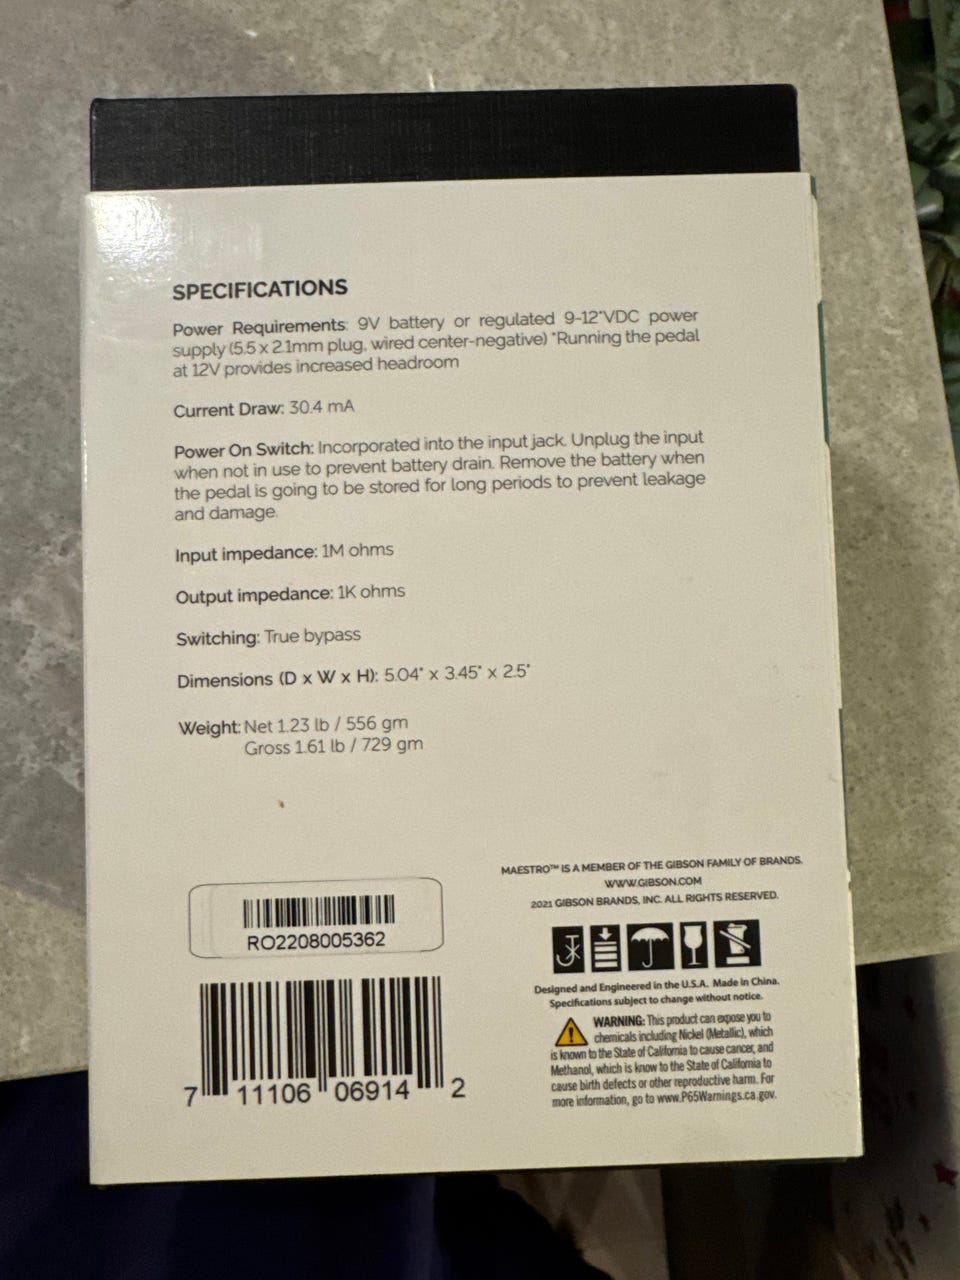 SPECIFICATIONS
Power Requirements: 9V battery or regulated 9-12*VDC power
supply (5.5 x 2.1mm plug, wired center-negative) *Running the pedal
at 12V provides increased headroom
Current Draw: 30.4 mA
Power On Switch: Incorporated into the input jack. Unplug the input
when not in use to prevent battery drain. Remove the battery when
the pedal is going to be stored for long periods to prevent leakage
and damage.
Input impedance: 1M ohms
Output impedance: 1K ohms
Switching: True bypass
Dimensions (D x W x H): 5.04" x 3.45" x 2.5"
Weight: Net 1.23 lb / 556 gm
Gross 1.61 lb / 729 gm
RO2208005362
7 11106 06914 2
MAESTRO™ IS A MEMBER OF THE GIBSON FAMILY OF BRANDS.
WWW.GIBSON.COM
2021 GIBSON BRANDS, INC. ALL RIGHTS RESERVED.
Designed and Engineered in the U.S.A. Made in China.
Specifications subject to change without notice.
WARNING: This product can expose you to
chemicals including Nickel (Metallic), which
is known to the State of California to cause cancer, and
Methanol, which is know to the State of California to
cause birth defects or other reproductive harm. For
more information, go to www.P65Warnings.ca.gov.